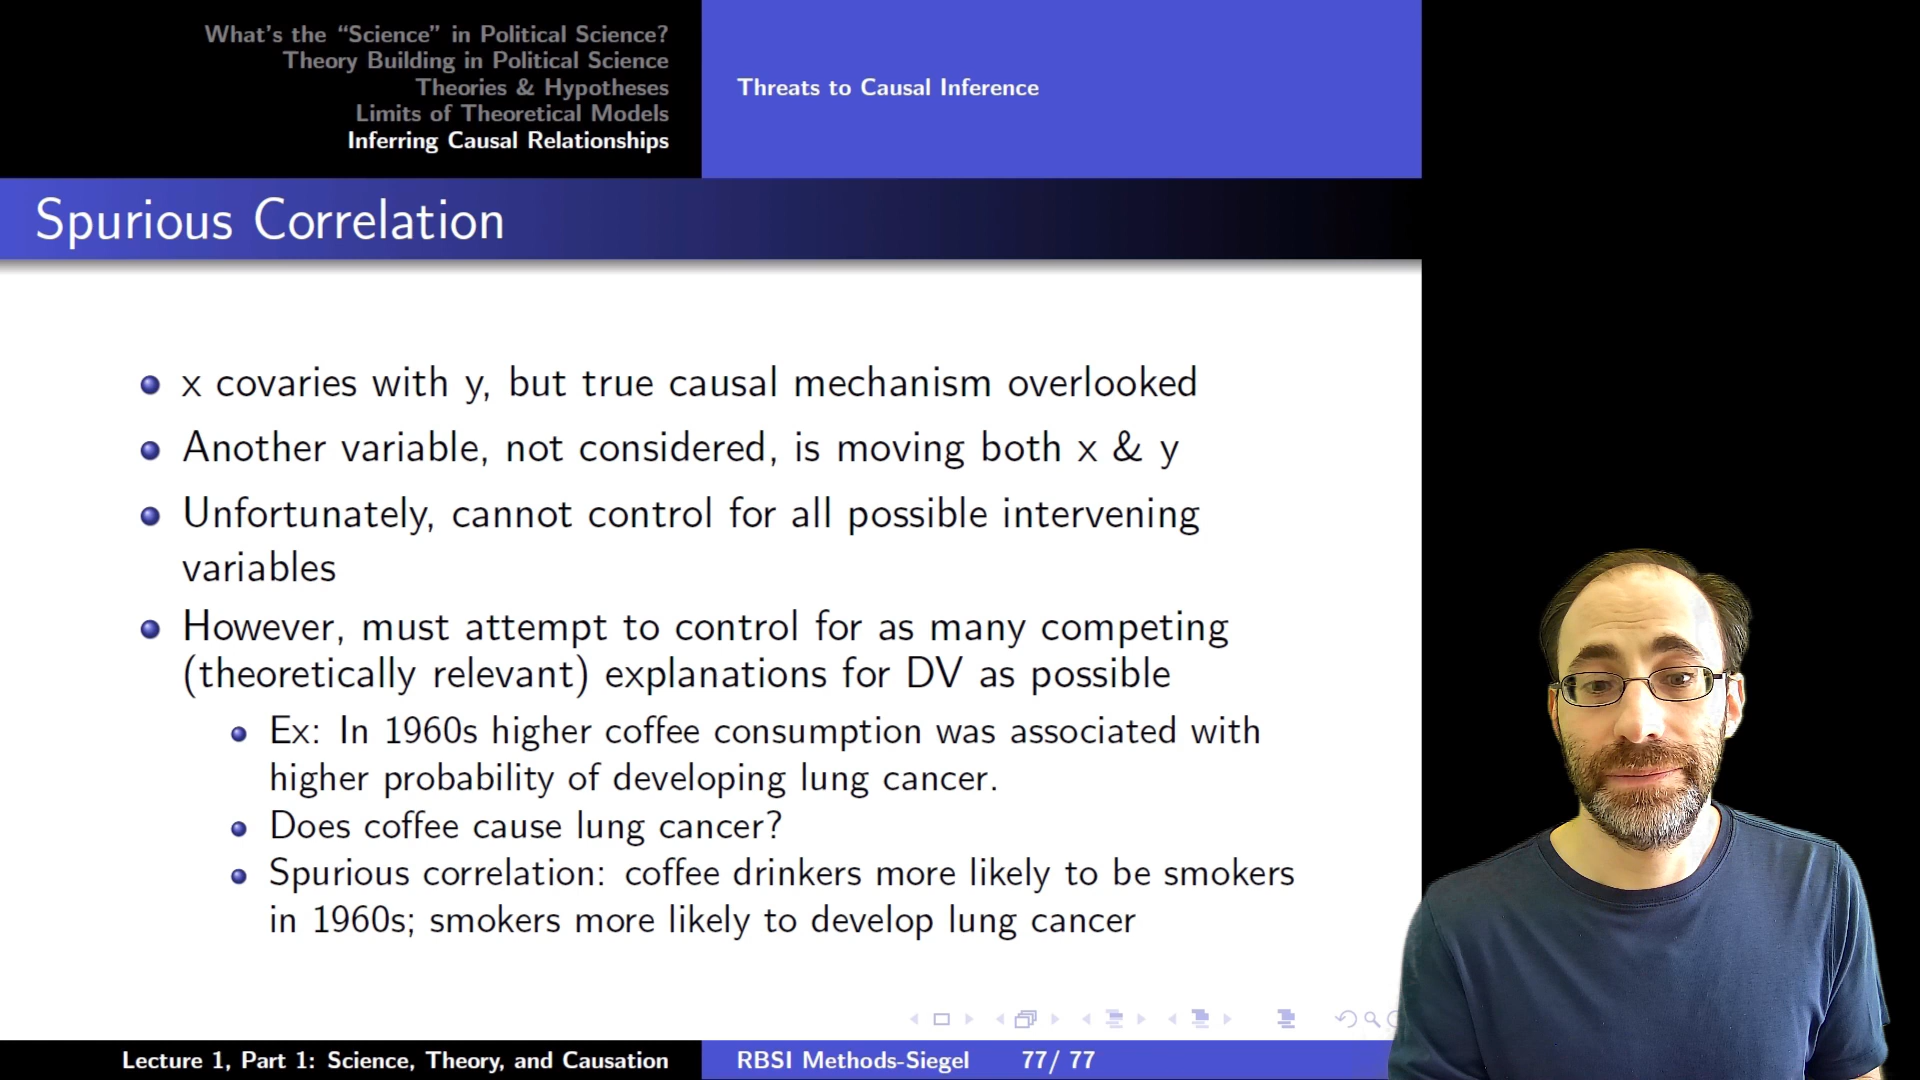 What's the “Science” in Political Science?
Theory Building in Political Science
Theories & Hypotheses
Limits of Theoretical Models
Inferring Causal Relationships
Threats to Causal Inference
Spurious Correlation
x covaries with y, but true causal mechanism overlooked
Another variable, not considered, is moving both x & y
Unfortunately, cannot control for all possible intervening
variables
However, must attempt to control for as many competing
(theoretically relevant) explanations for DV as possible
Ex: In 1960s higher coffee consumption was associated with
higher probability of developing lung cancer.
Does coffee cause lung cancer?
Spurious correlation: coffee drinkers more likely to be smokers
in 1960s; smokers more likely to develop lung cancer
Lecture 1, Part 1: Science, Theory, and Causation
RBSI Methods-Siegel
77/ 77